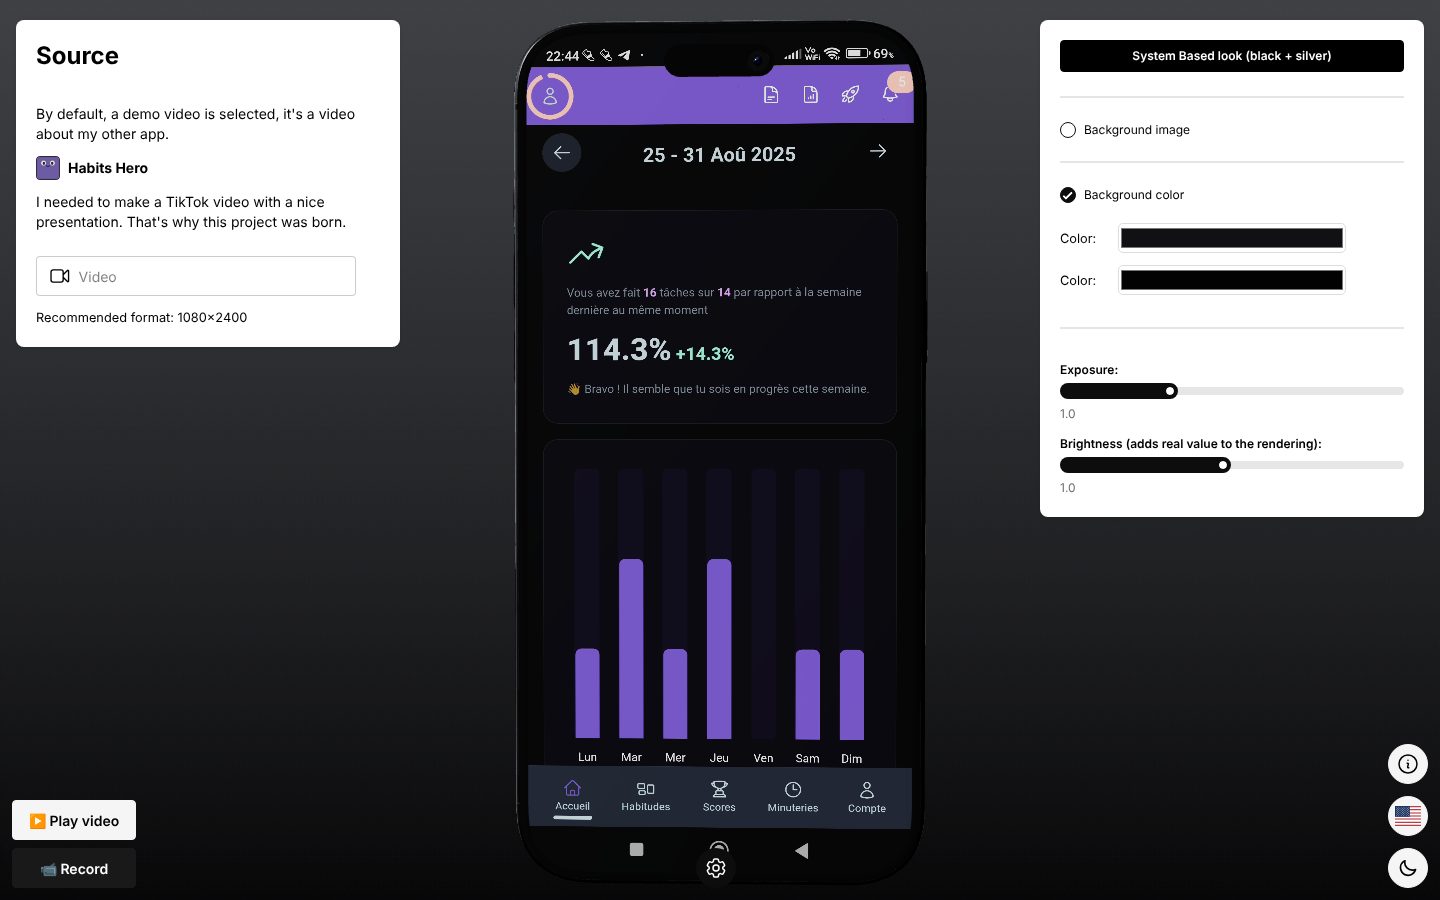 Source
By default, a demo video is selected, it's a video
about my other app.
Habits Hero
I needed to make a TikTok video with a nice
presentation. That's why this project was born.
Video
Recommended format: 1080×2400
Play video
Record
22:44
Vo
WiFi
69%
5
25 - 31 Aoû 2025
Vous avez fait 16 tâches sur 14 par rapport à la semaine
dernière au même moment
114.3% +14.3%
👋 Bravo ! Il semble que tu sois en progrès cette semaine.
Lun Mar Mer Jeu Ven Sam Dim
Accueil Habitudes Scores Minuteries Compte
System Based look (black + silver)
Background image
Background color
Color:
Color:
Exposure:
1.0
Brightness (adds real value to the rendering):
1.0